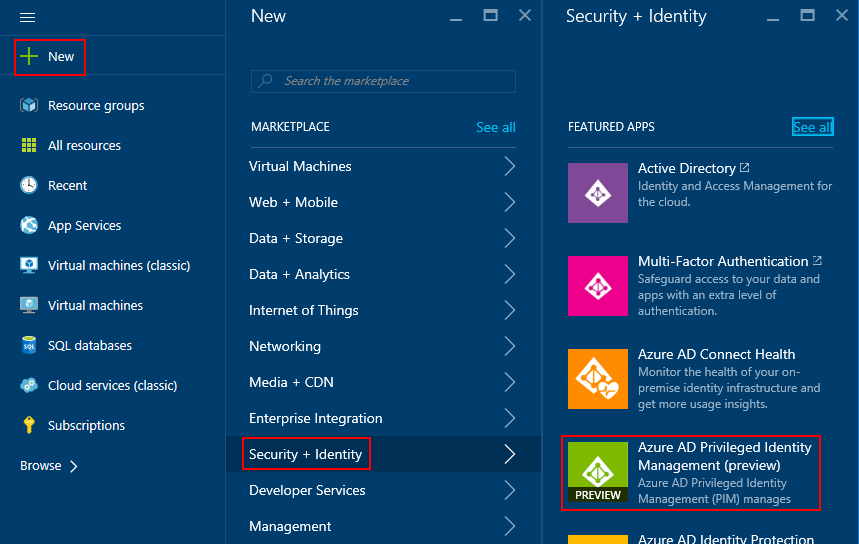 New
Resource groups
All resources
Recent
App Services
Virtual machines (classic)
Virtual machines
SQL
SQL databases
Cloud services (classic)
Subscriptions
Browse
New
Search the marketplace
MARKETPLACE
See all
Virtual Machines
Web + Mobile
Data + Storage
Data + Analytics
Internet of Things
Networking
Media + CDN
Enterprise Integration
Security + Identity
Developer Services
Management
Security + Identity
FEATURED APPS
See all
Active Directory
Identity and Access Management for
the cloud.
Multi-Factor Authentication
Safeguard access to your data and
apps with an extra level of
authentication.
Azure AD Connect Health
Monitor the health of your on-
premise identity infrastructure and
get more usage insights.
PREVIEW
Azure AD Privileged Identity
Management (preview)
Azure AD Privileged Identity
Management (PIM) manages
Azure AD Identity Protection